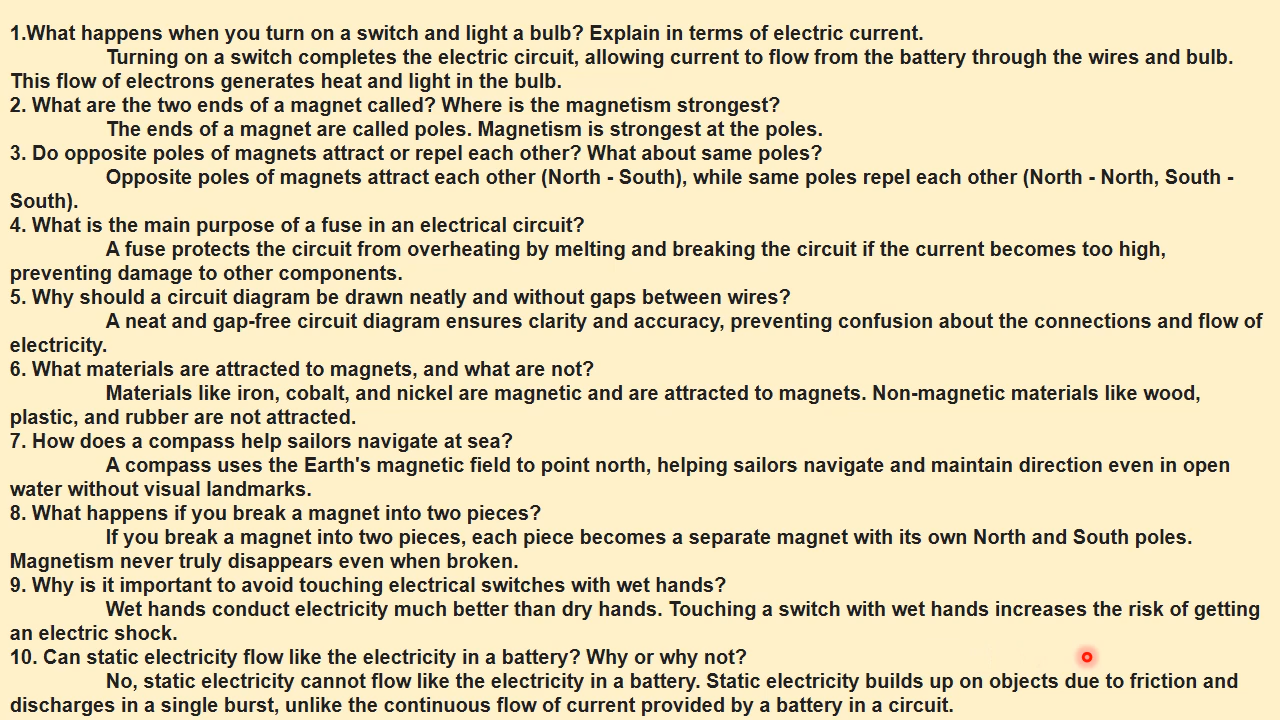 1.What happens when you turn on a switch and light a bulb? Explain in terms of electric current.
Turning on a switch completes the electric circuit, allowing current to flow from the battery through the wires and bulb.
This flow of electrons generates heat and light in the bulb.
2. What are the two ends of a magnet called? Where is the magnetism strongest?
The ends of a magnet are called poles. Magnetism is strongest at the poles.
3. Do opposite poles of magnets attract or repel each other? What about same poles?
Opposite poles of magnets attract each other (North - South), while same poles repel each other (North - North, South -
South).
4. What is the main purpose of a fuse in an electrical circuit?
A fuse protects the circuit from overheating by melting and breaking the circuit if the current becomes too high,
preventing damage to other components.
5. Why should a circuit diagram be drawn neatly and without gaps between wires?
A neat and gap-free circuit diagram ensures clarity and accuracy, preventing confusion about the connections and flow of
electricity.
6. What materials are attracted to magnets, and what are not?
Materials like iron, cobalt, and nickel are magnetic and are attracted to magnets. Non-magnetic materials like wood,
plastic, and rubber are not attracted.
7. How does a compass help sailors navigate at sea?
A compass uses the Earth's magnetic field to point north, helping sailors navigate and maintain direction even in open
water without visual landmarks.
8. What happens if you break a magnet into two pieces?
If you break a magnet into two pieces, each piece becomes a separate magnet with its own North and South poles.
Magnetism never truly disappears even when broken.
9. Why is it important to avoid touching electrical switches with wet hands?
Wet hands conduct electricity much better than dry hands. Touching a switch with wet hands increases the risk of getting
an electric shock.
10. Can static electricity flow like the electricity in a battery? Why or why not?
No, static electricity cannot flow like the electricity in a battery. Static electricity builds up on objects due to friction and
discharges in a single burst, unlike the continuous flow of current provided by a battery in a circuit.